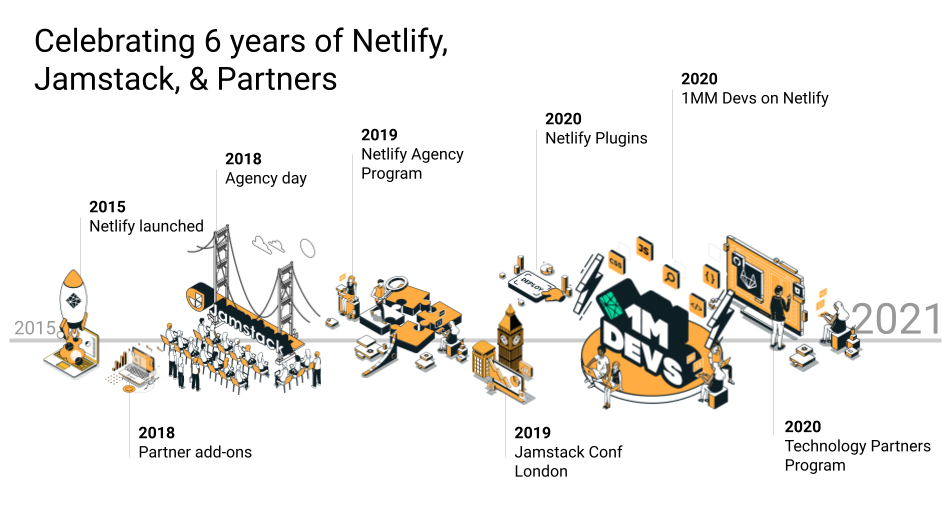 Celebrating 6 years of Netlify,
Jamstack, & Partners
2020
1MM Devs on Netlify
2020
Netlify Plugins
2019
Netlify Agency
Program
2018
Agency day
2015
Netlify launched
JS
CSS
{ }
</>
DEPLOY
Jamstack
1M
DEVS
2015
2021
2018
Partner add-ons
2019
Jamstack Conf
London
2020
Technology Partners
Program